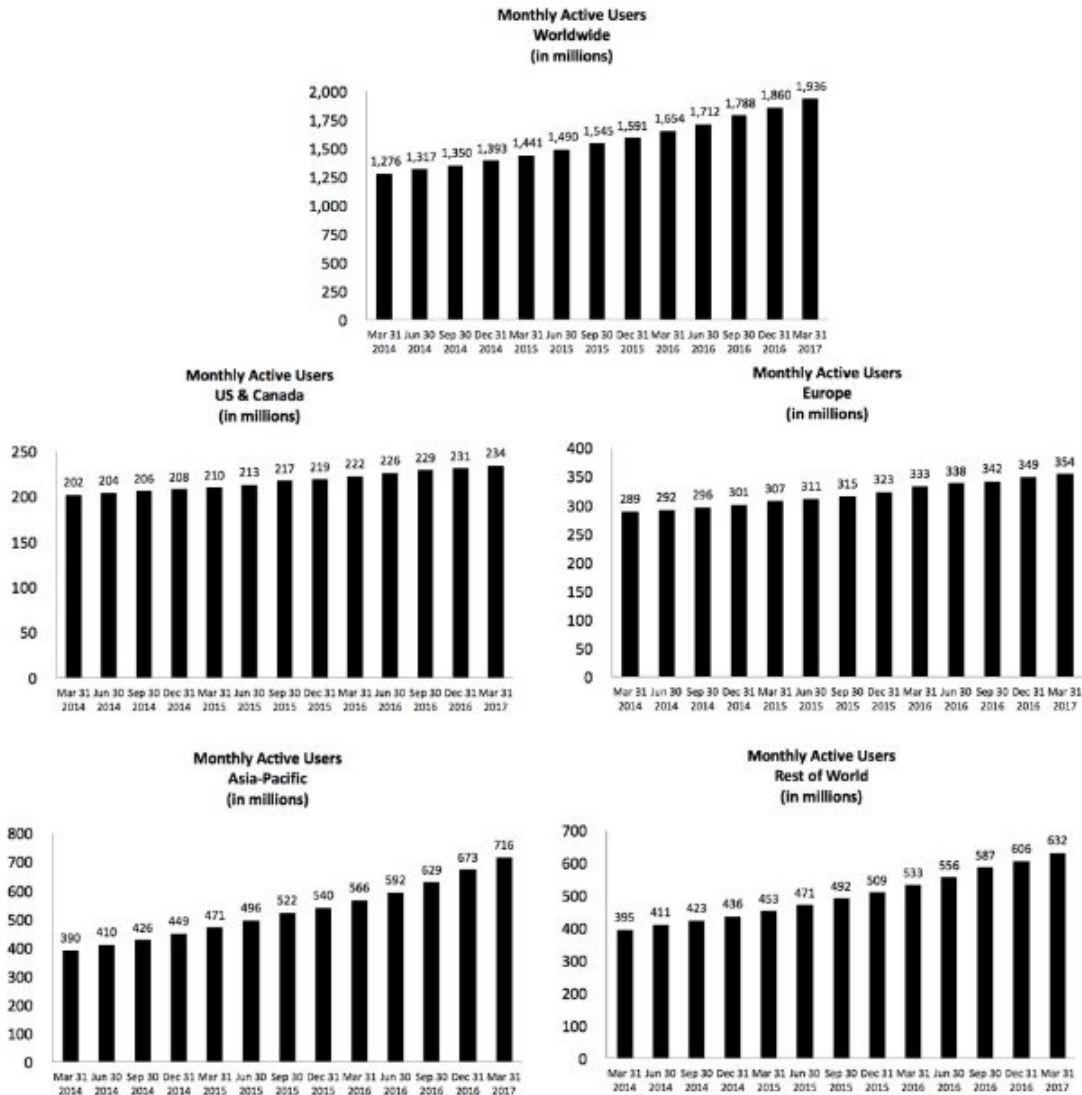 Monthly Active Users
Worldwide
(in millions)
2,000
1,750
1,500
1,250
1,000
750
500
250
0
1,276 1,317 1,350 1,393 1,441 1,490 1,545 1,591 1,654 1,712 1,788 1,860 1,936
Mar 31 Jun 30 Sep 30 Dec 31 Mar 31 Jun 30 Sep 30 Dec 31 Mar 31 Jun 30 Sep 30 Dec 31 Mar 31
2014 2014 2014 2014 2015 2015 2015 2015 2016 2016 2016 2016 2017
Monthly Active Users
US & Canada
(in millions)
250
200
150
100
50
0
202 204 206 208 210 213 217 219 222 226 229 231 234
Mar 31 Jun 30 Sep 30 Dec 31 Mar 31 Jun 30 Sep 30 Dec 31 Mar 31 Jun 30 Sep 30 Dec 31 Mar 31
2014 2014 2014 2014 2015 2015 2015 2015 2016 2016 2016 2016 2017
Monthly Active Users
Europe
(in millions)
400
350
300
250
200
150
100
50
0
289 292 296 301 307 311 315 323 333 338 342 349 354
Mar 31 Jun 30 Sep 30 Dec 31 Mar 31 Jun 30 Sep 30 Dec 31 Mar 31 Jun 30 Sep 30 Dec 31 Mar 31
2014 2014 2014 2014 2015 2015 2015 2015 2016 2016 2016 2016 2017
Monthly Active Users
Asia-Pacific
(in millions)
800
700
600
500
400
300
200
100
0
390 410 426 449 471 496 522 540 566 592 629 673 716
Mar 31 Jun 30 Sep 30 Dec 31 Mar 31 Jun 30 Sep 30 Dec 31 Mar 31 Jun 30 Sep 30 Dec 31 Mar 31
2014 2014 2014 2014 2015 2015 2015 2015 2016 2016 2016 2016 2017
Monthly Active Users
Rest of World
(in millions)
700
600
500
400
300
200
100
0
395 411 423 436 453 471 492 509 533 556 587 606 632
Mar 31 Jun 30 Sep 30 Dec 31 Mar 31 Jun 30 Sep 30 Dec 31 Mar 31 Jun 30 Sep 30 Dec 31 Mar 31
2014 2014 2014 2014 2015 2015 2015 2015 2016 2016 2016 2016 2017